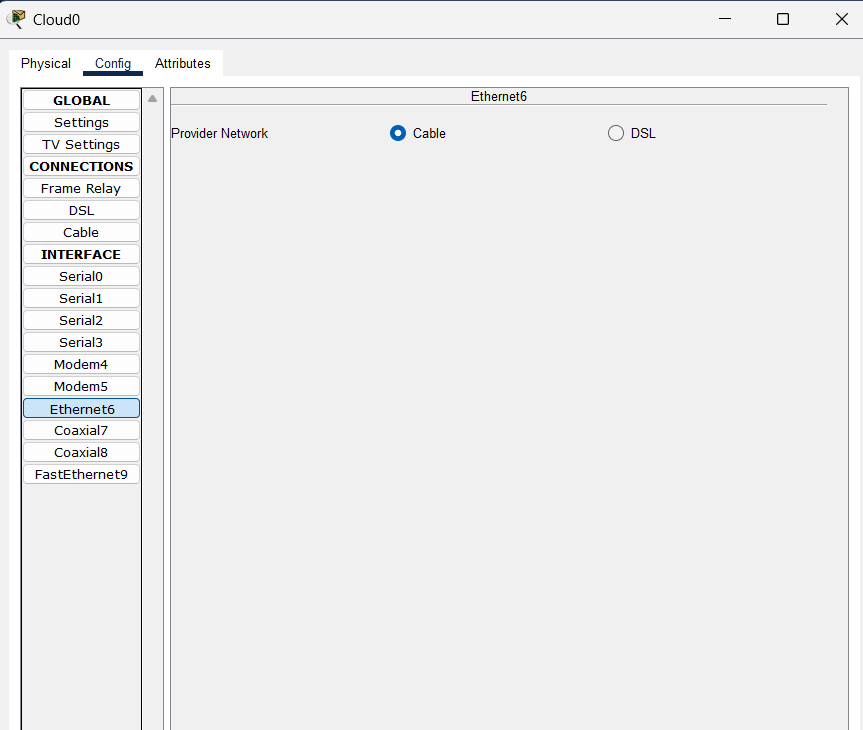 Cloud0
Physical Config Attributes
GLOBAL
Settings
TV Settings
CONNECTIONS
Frame Relay
DSL
Cable
INTERFACE
Serial0
Serial1
Serial2
Serial3
Modem4
Modem5
Ethernet6
Coaxial7
Coaxial8
FastEthernet9
Ethernet6
Provider Network Cable DSL